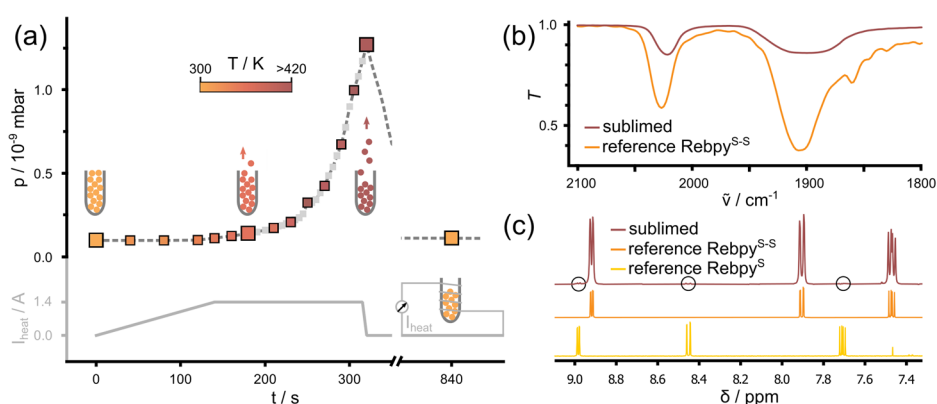 (a)
T / K
300
>420
p / 10⁻⁹ mbar
1.0
0.5
0.0
I_heat / A
1.4
0.0
I_heat
0
100
200
300
840
t / s
(b)
T
1.0
0.5
sublimed
reference Rebpy^S-S
2100
2000
1900
1800
ṽ / cm⁻¹
(c)
sublimed
reference Rebpy^S-S
reference Rebpy^S
9.0
8.8
8.6
8.4
8.2
8.0
7.8
7.6
7.4
δ / ppm